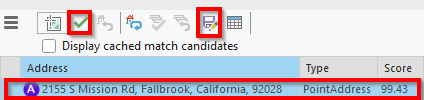 Display cached match candidates
Address Type Score
A 2155 S Mission Rd, Fallbrook, California, 92028 PointAddress 99.43